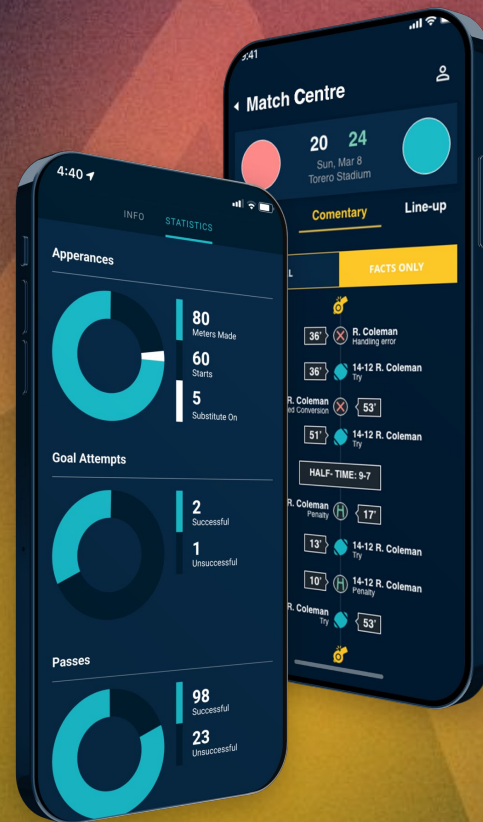 4:40
INFO
STATISTICS
Apperances
80
Meters Made
60
Starts
5
Substitute On
Goal Attempts
2
Successful
1
Unsuccessful
Passes
98
Successful
23
Unsuccessful
9:41
Match Centre
20 24
Sun, Mar 8
Torero Stadium
Comentary
Line-up
L
FACTS ONLY
36'
R. Coleman
Handling error
36'
14-12 R. Coleman
Try
R. Coleman
ed Conversion
53'
51'
14-12 R. Coleman
Try
HALF- TIME: 9-7
R. Coleman
Penalty
17'
13'
14-12 R. Coleman
Try
10'
14-12 R. Coleman
Penalty
R. Coleman
Try
53'